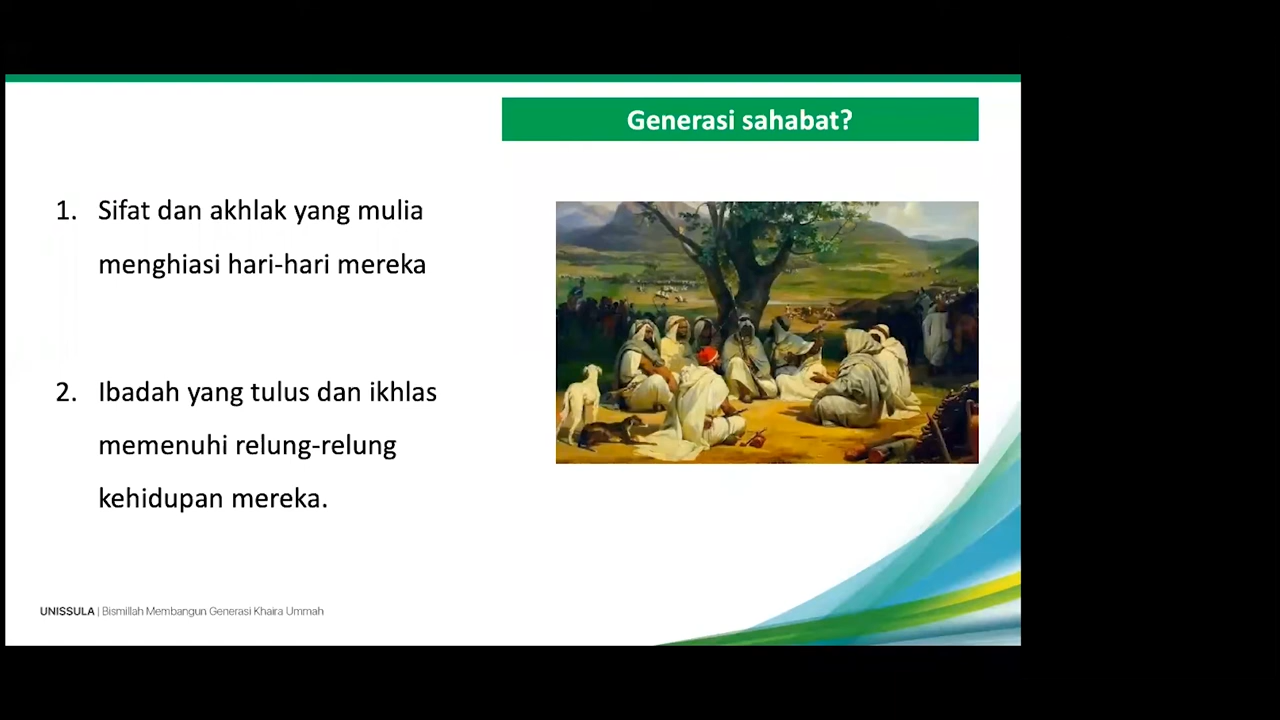 Generasi sahabat?
1. Sifat dan akhlak yang mulia
menghiasi hari-hari mereka
2. Ibadah yang tulus dan ikhlas
memenuhi relung-relung
kehidupan mereka.
UNISSULA | Bismillah Membangun Generasi Khaira Ummah